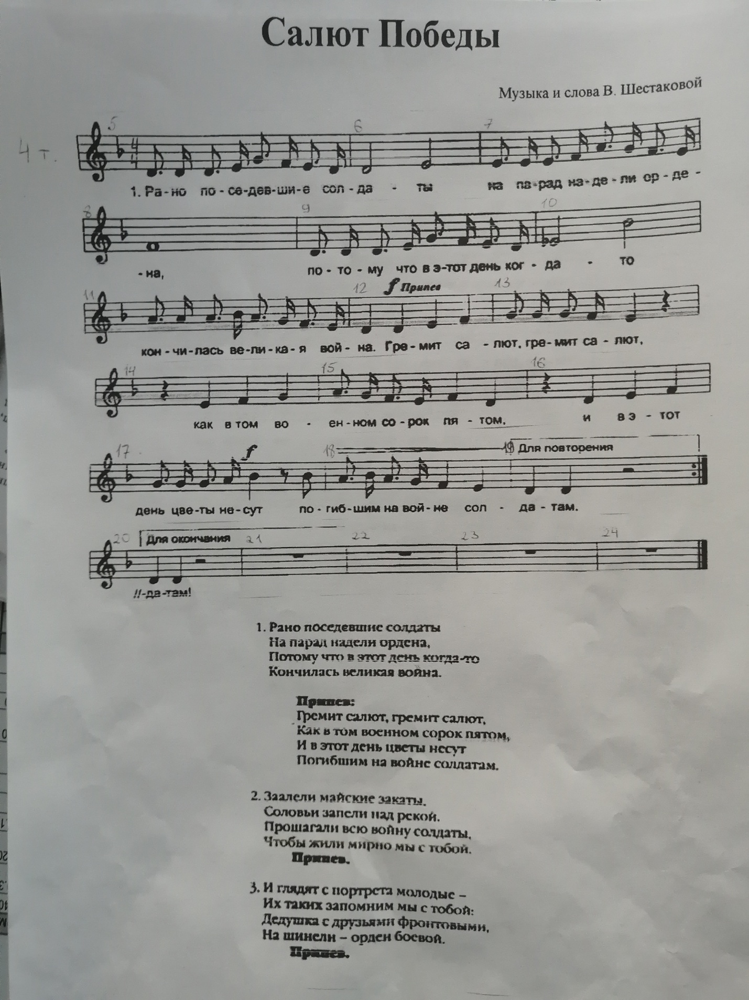 Салют Победы
Музыка и слова В. Шестаковой
4 т.
5 6 7
1. Ра-но по-се-дев-ши-е сол-да-ты на па-рад на-де-ли ор-де-
8 9 10
-на, по-то-му что в э-тот день ког-да-то
11 12 f Припев 13
кон-чи-лась ве-ли-ка-я вой-на. Гре-мит са-лют, гре-мит са-лют,
14 15 16
как в том во-ен-ном со-рок пя-том, и в э-тот
17 f 18 19 Для повторения
день цве-ты не-сут по-гиб-шим на вой-не сол-да-там.
20 Для окончания 21 22 23 24
//-да-там!
1. Рано поседевшие солдаты
На парад надели ордена,
Потому что в этот день когда-то
Кончилась великая война.
Припев:
Гремит салют, гремит салют,
Как в том военном сорок пятом,
И в этот день цветы несут
Погибшим на войне солдатам.
2. Заалели майские закаты,
Соловьи запели над рекой.
Прошагали всю войну солдаты,
Чтобы жили мирно мы с тобой.
Припев.
3. И глядят с портрета молодые –
Их таких запомним мы с тобой:
Дедушка с друзьями фронтовыми,
На шинели – орден боевой.
Припев.